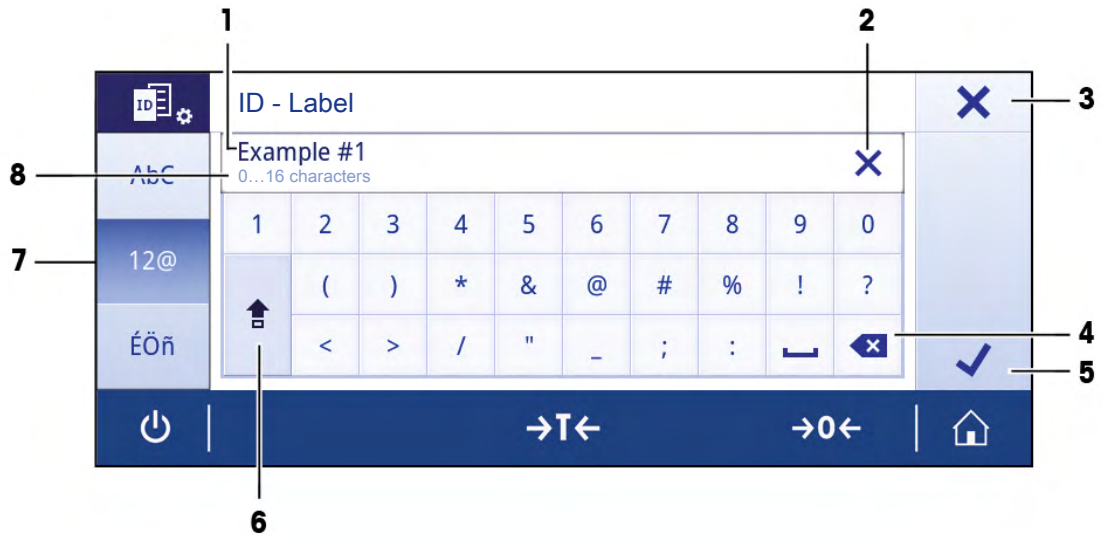 1 2
ID ID - Label 3
Example #1
8 AbC 0...16 characters
1 2 3 4 5 6 7 8 9 0
7 12@
( ) * & @ # % ! ?
ÉÖñ < > / " _ ; : 4
5
→T← →0←
6